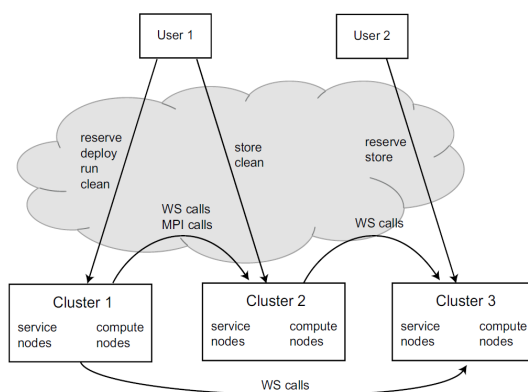 User 1
User 2
reserve
deploy
run
clean
store
clean
reserve
store
WS calls
MPI calls
WS calls
Cluster 1
service
nodes
compute
nodes
Cluster 2
service
nodes
compute
nodes
Cluster 3
service
nodes
compute
nodes
WS calls